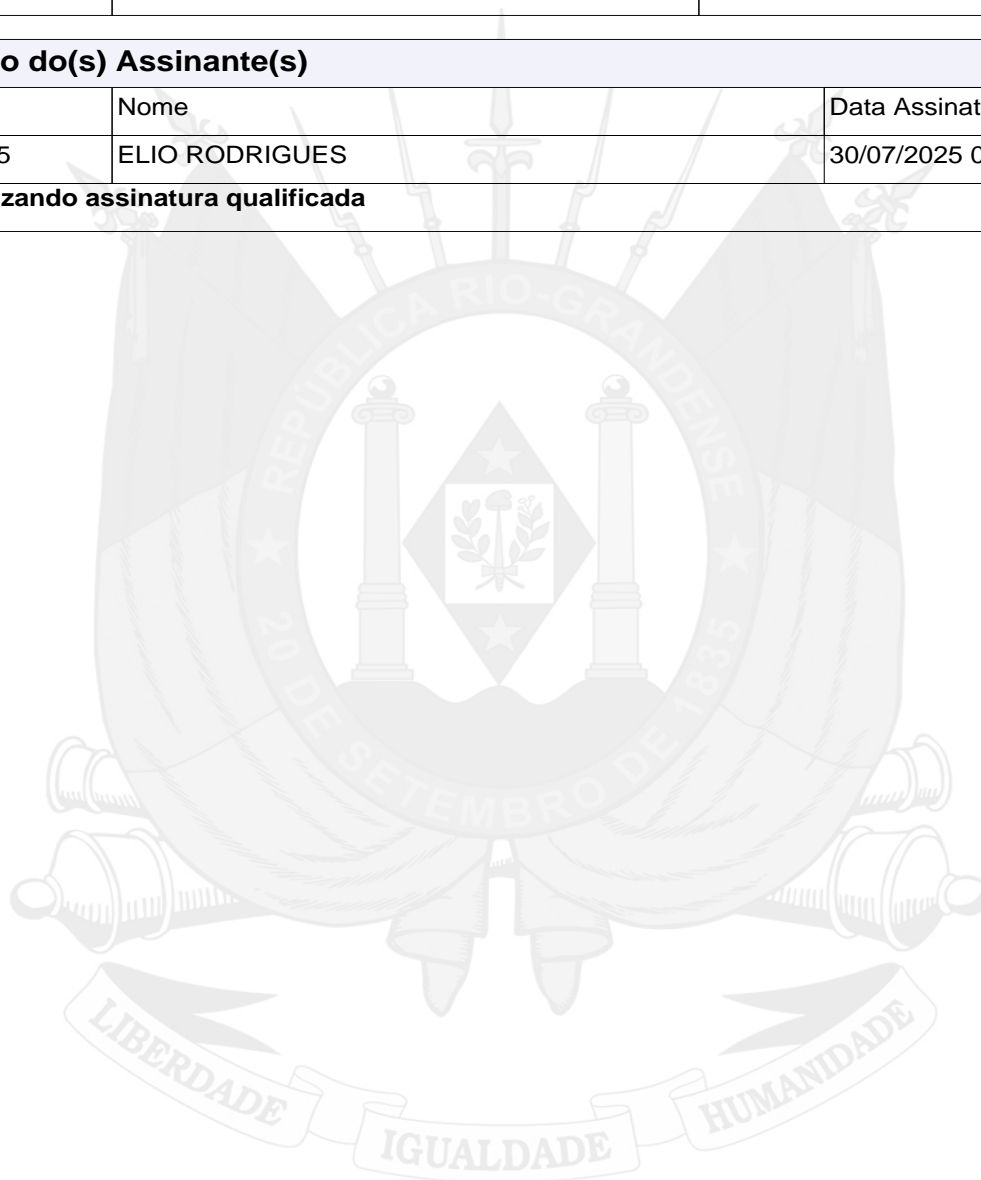 o do(s) Assinante(s)
Nome Data Assinat
5 ELIO RODRIGUES 30/07/2025 0
zando assinatura qualificada
REPÚBLICA RIO-GRANDENSE
20 DE SETEMBRO DE 1835
LIBERDADE IGUALDADE HUMANIDADE